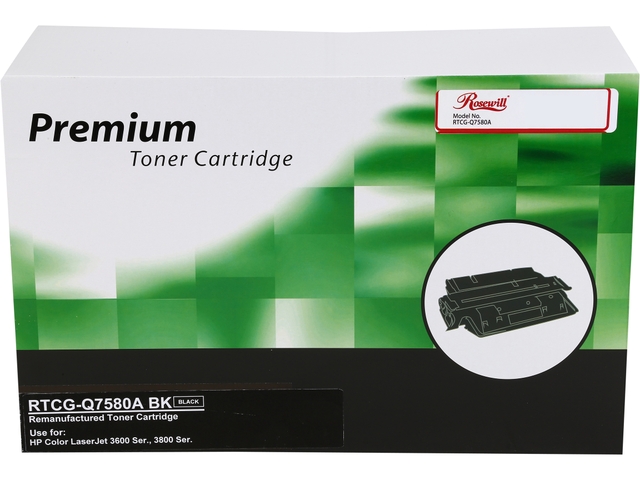 Premium
Toner Cartridge
Rosewill
Model No.
RTCG-Q7580A
RTCG-Q7580A BK BLACK
Remanufactured Toner Cartridge
Use for:
HP Color LaserJet 3600 Ser., 3800 Ser.